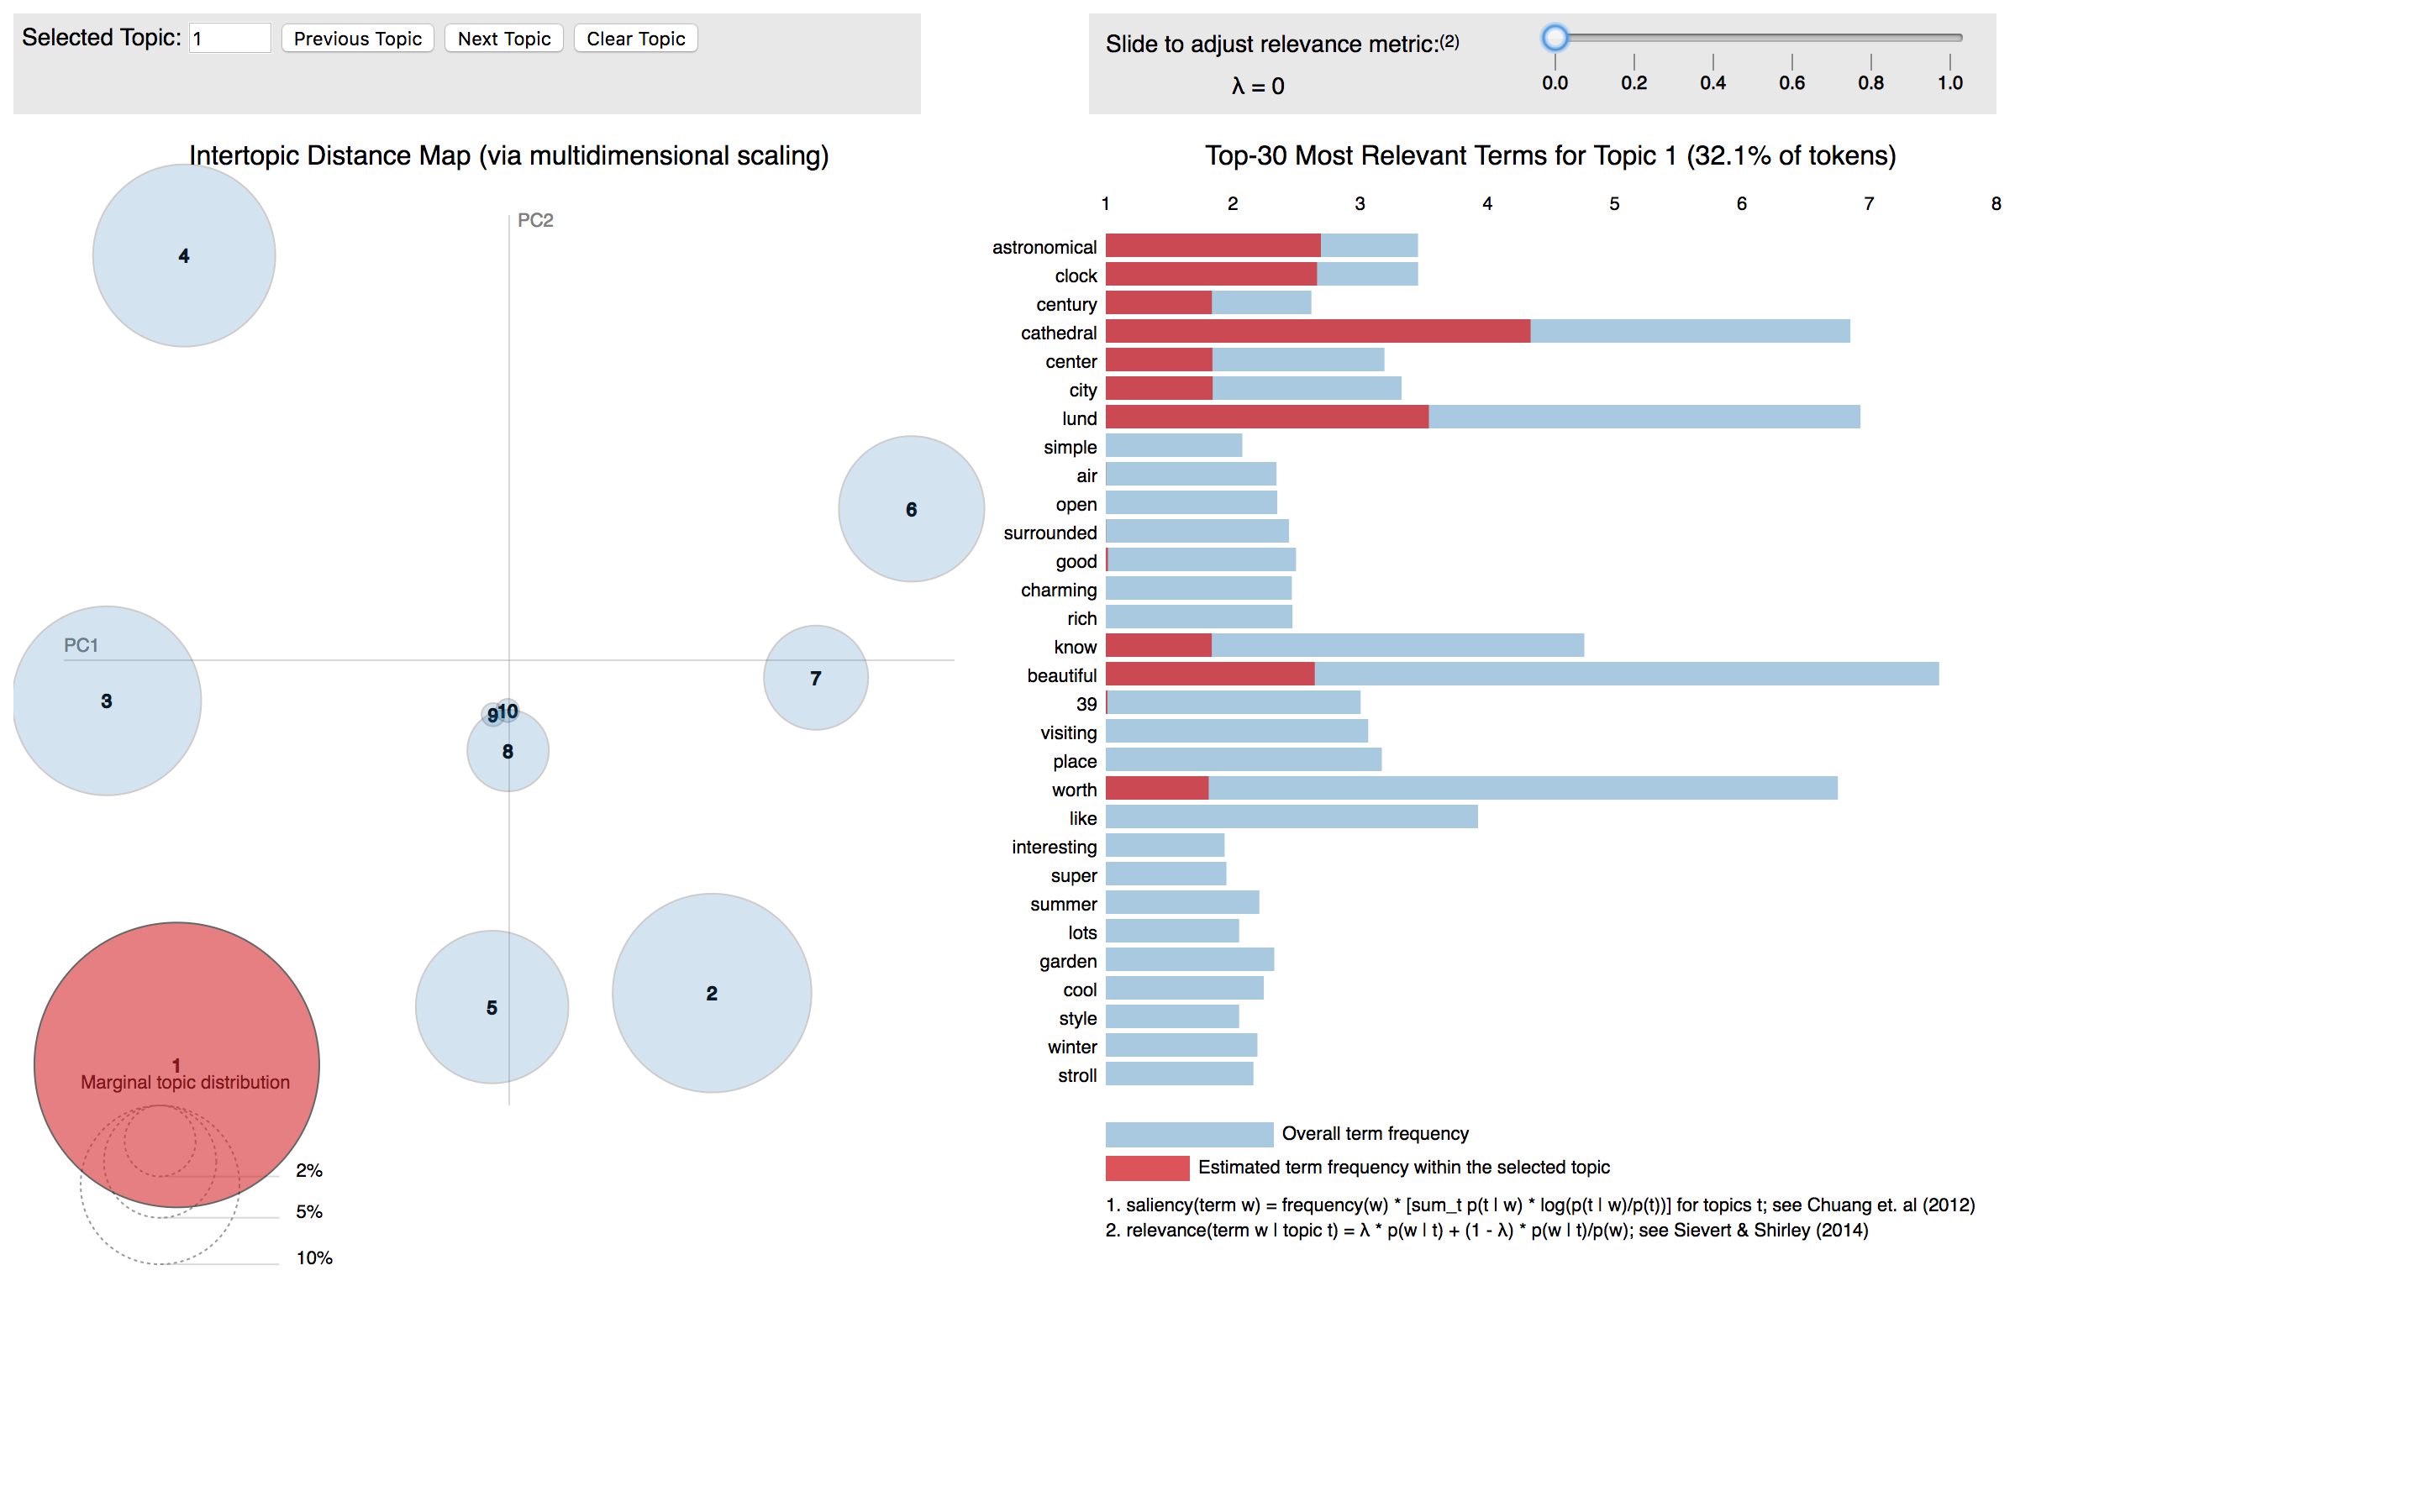 Selected Topic: 1 Previous Topic Next Topic Clear Topic
Slide to adjust relevance metric:(2)
λ = 0
0.0 0.2 0.4 0.6 0.8 1.0
Intertopic Distance Map (via multidimensional scaling)
PC2
4
6
PC1
3
7
9
10
8
5
2
1
Marginal topic distribution
2%
5%
10%
Top-30 Most Relevant Terms for Topic 1 (32.1% of tokens)
1 2 3 4 5 6 7 8
astronomical
clock
century
cathedral
center
city
lund
simple
air
open
surrounded
good
charming
rich
know
beautiful
39
visiting
place
worth
like
interesting
super
summer
lots
garden
cool
style
winter
stroll
Overall term frequency
Estimated term frequency within the selected topic
1. saliency(term w) = frequency(w) * [sum_t p(t | w) * log(p(t | w)/p(t))] for topics t; see Chuang et. al (2012)
2. relevance(term w | topic t) = λ * p(w | t) + (1 - λ) * p(w | t)/p(w); see Sievert & Shirley (2014)